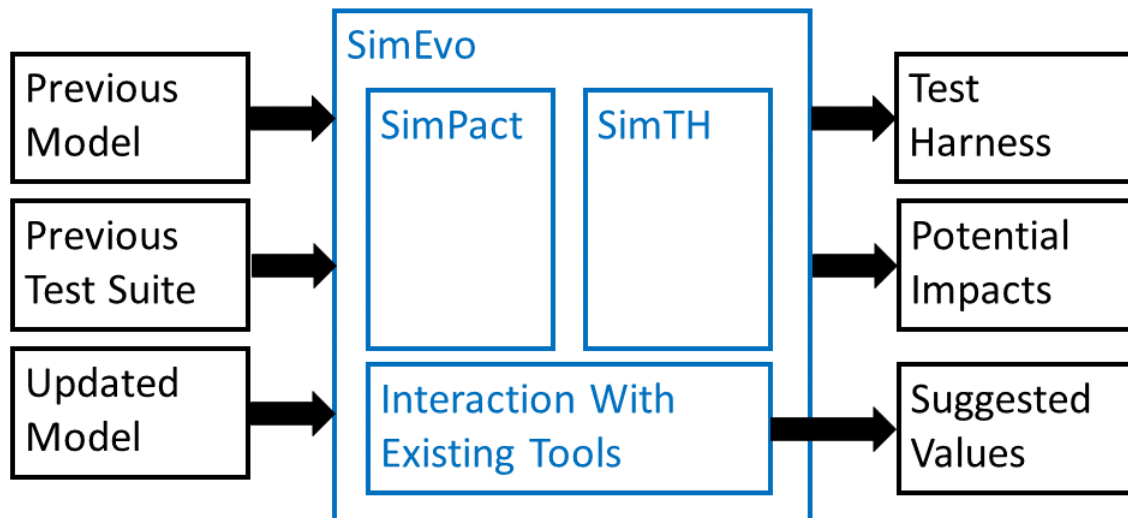 Previous
Model
Previous
Test Suite
Updated
Model
SimEvo
SimPact
SimTH
Interaction With
Existing Tools
Test
Harness
Potential
Impacts
Suggested
Values